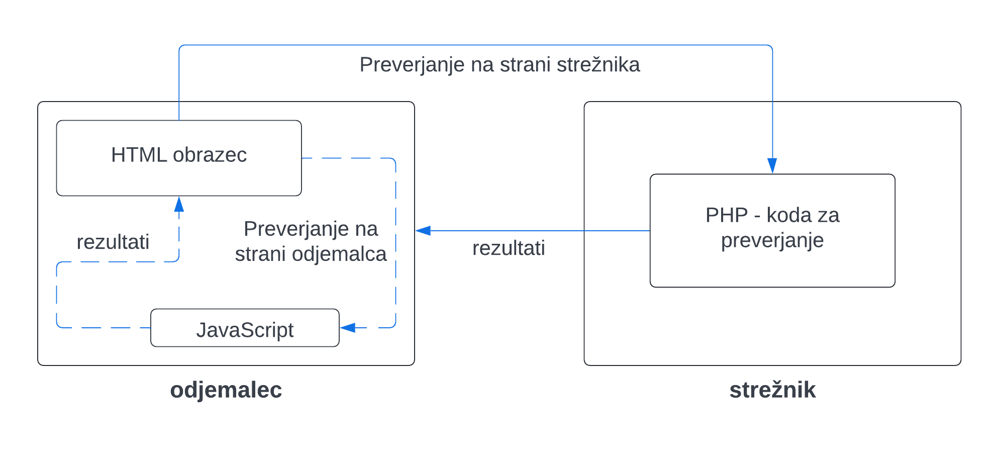 Preverjanje na strani strežnika
HTML obrazec
rezultati
Preverjanje na
strani odjemalca
JavaScript
odjemalec
rezultati
PHP - koda za
preverjanje
strežnik